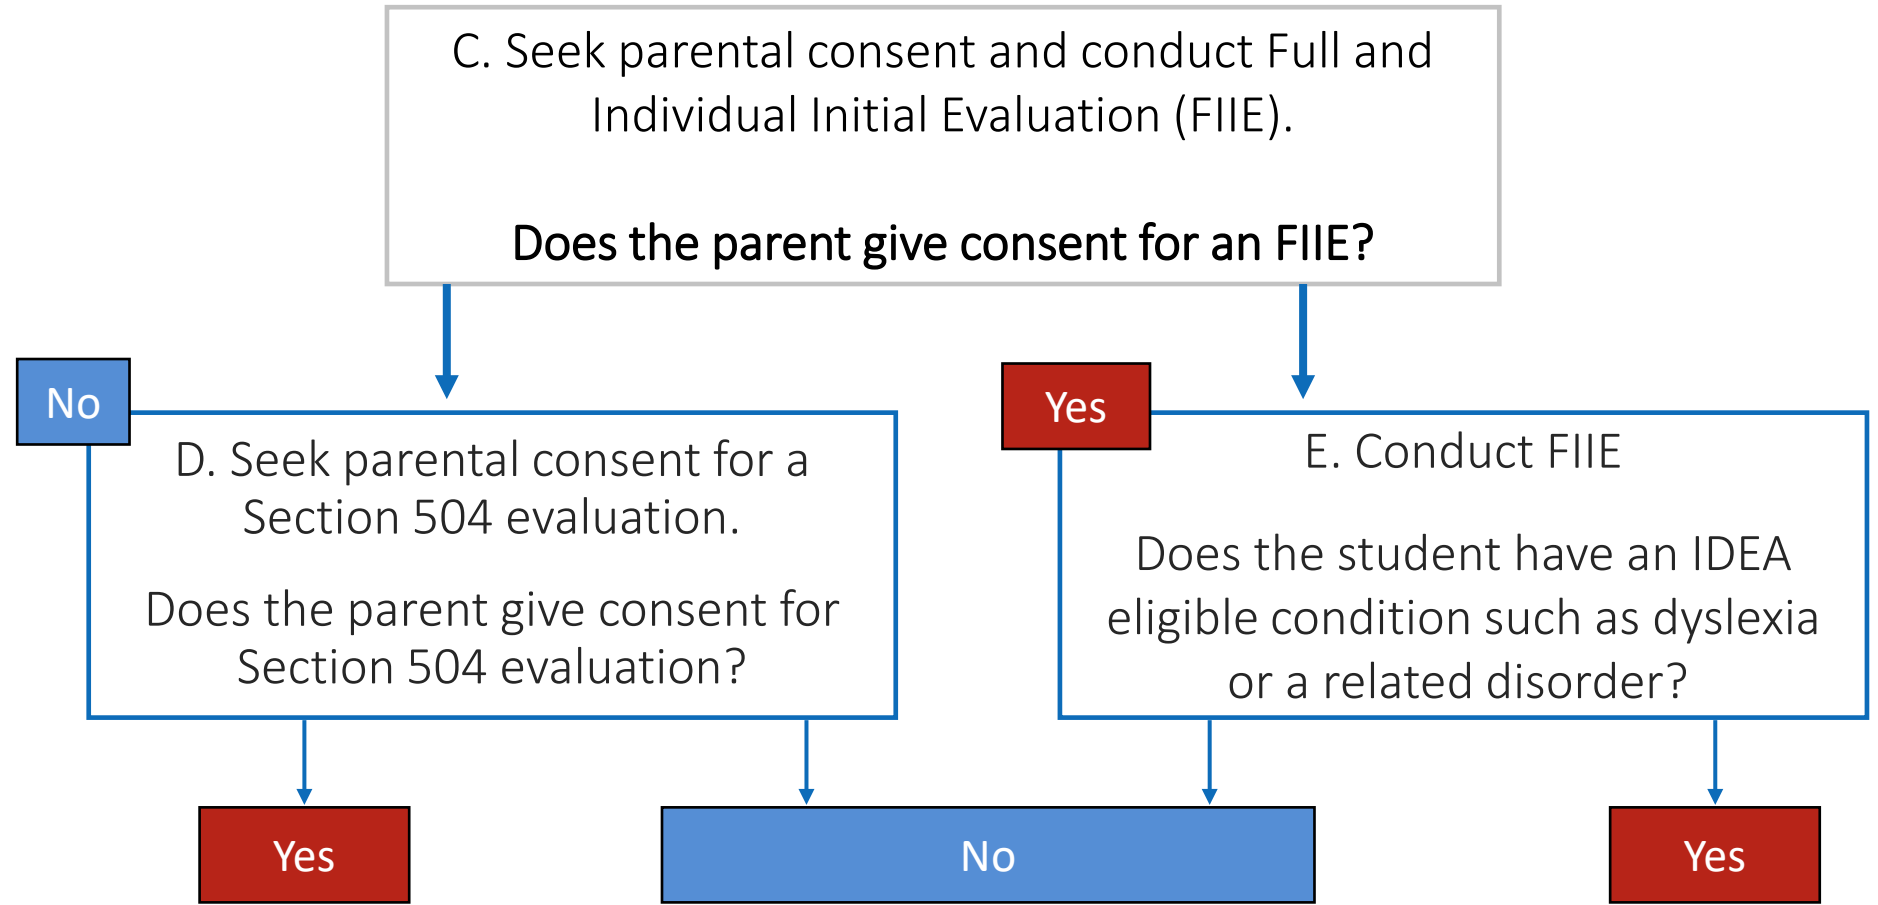 C. Seek parental consent and conduct Full and
Individual Initial Evaluation (FIIE).
Does the parent give consent for an FIIE?
No
D. Seek parental consent for a
Section 504 evaluation.
Does the parent give consent for
Section 504 evaluation?
Yes
E. Conduct FIIE
Does the student have an IDEA
eligible condition such as dyslexia
or a related disorder?
Yes
No
Yes